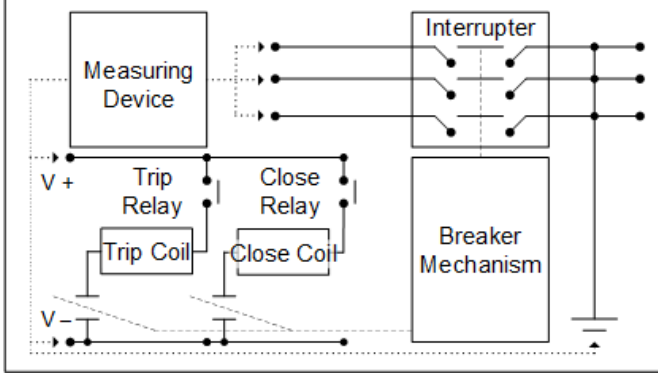 Interrupter
Measuring
Device
V +
Trip
Relay
Close
Relay
Trip Coil
Close Coil
Breaker
Mechanism
V –